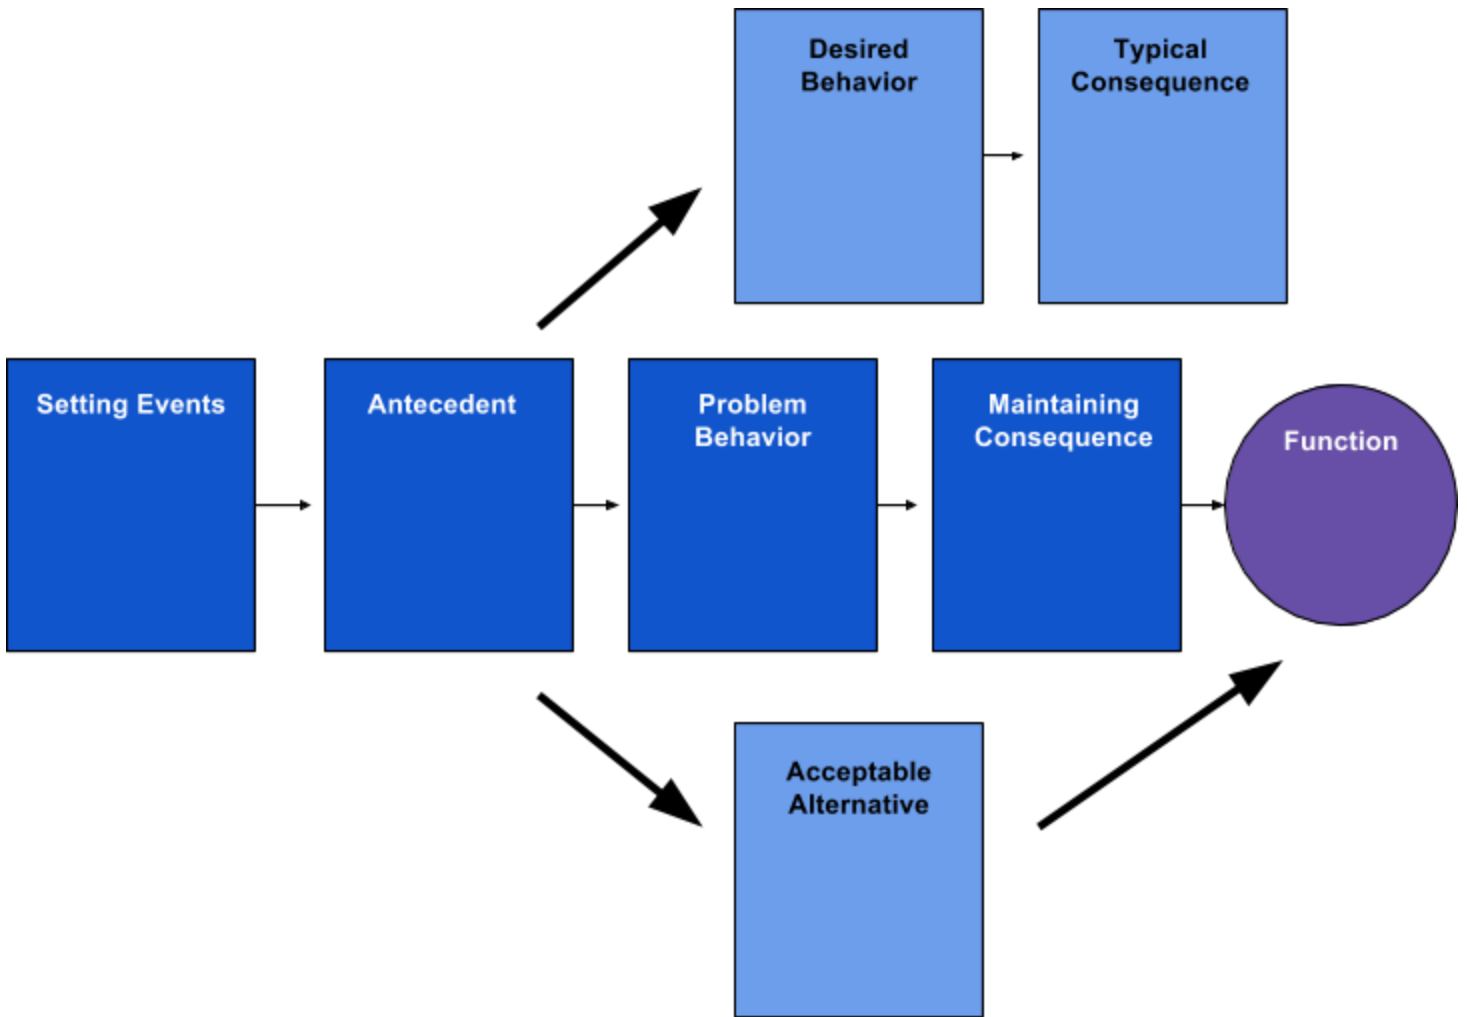 Desired
Behavior
Typical
Consequence
Setting Events
Antecedent
Problem
Behavior
Maintaining
Consequence
Function
Acceptable
Alternative